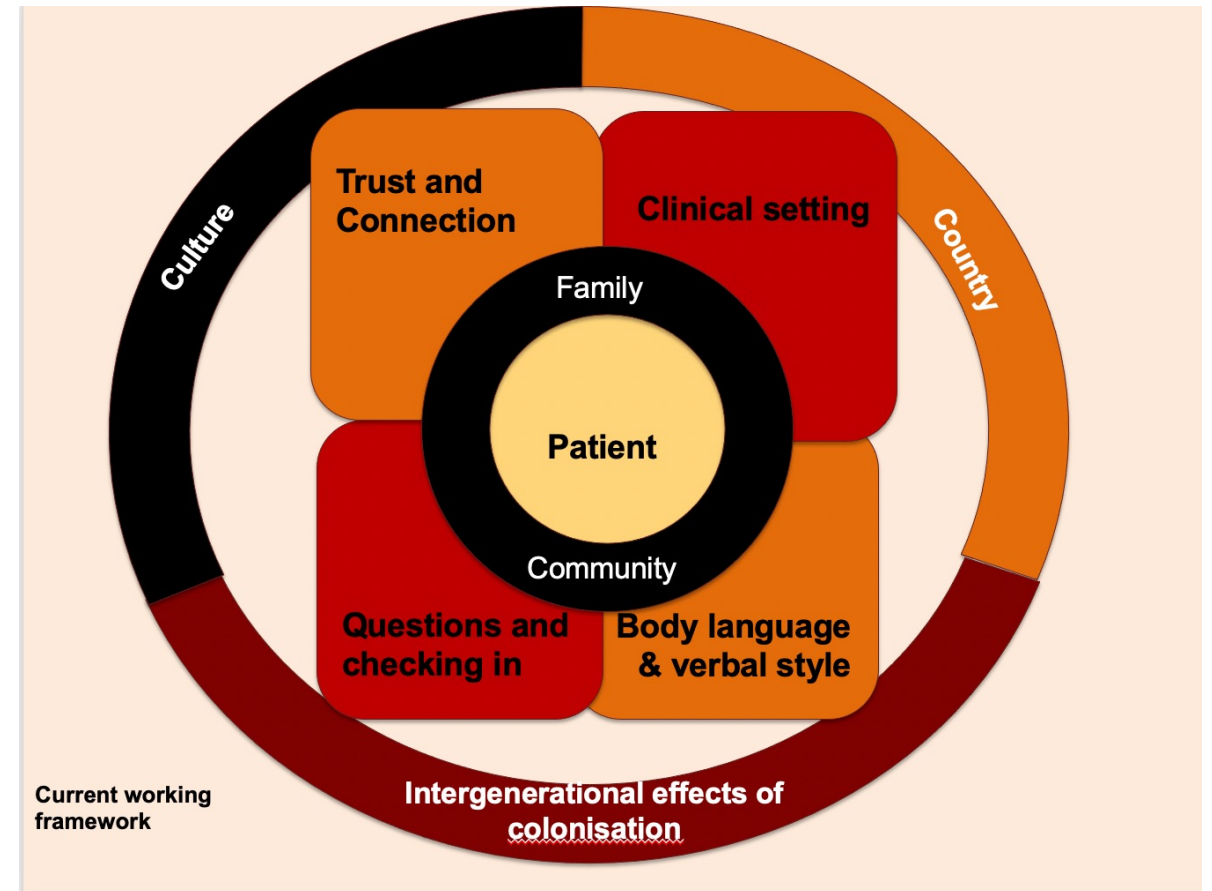 Trust and
Connection
Clinical setting
Culture
Country
Family
Patient
Community
Questions and
checking in
Body language
& verbal style
Intergenerational effects of
colonisation
Current working
framework